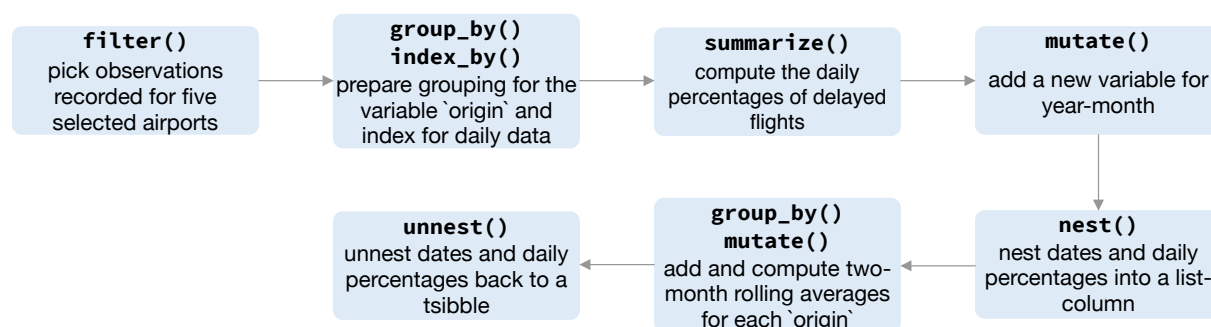 filter()
pick observations
recorded for five
selected airports
group_by()
index_by()
prepare grouping for the
variable `origin` and
index for daily data
summarize()
compute the daily
percentages of delayed
flights
mutate()
add a new variable for
year-month
nest()
nest dates and daily
percentages into a list-
column
group_by()
mutate()
add and compute two-
month rolling averages
for each `origin`
unnest()
unnest dates and daily
percentages back to a
tsibble